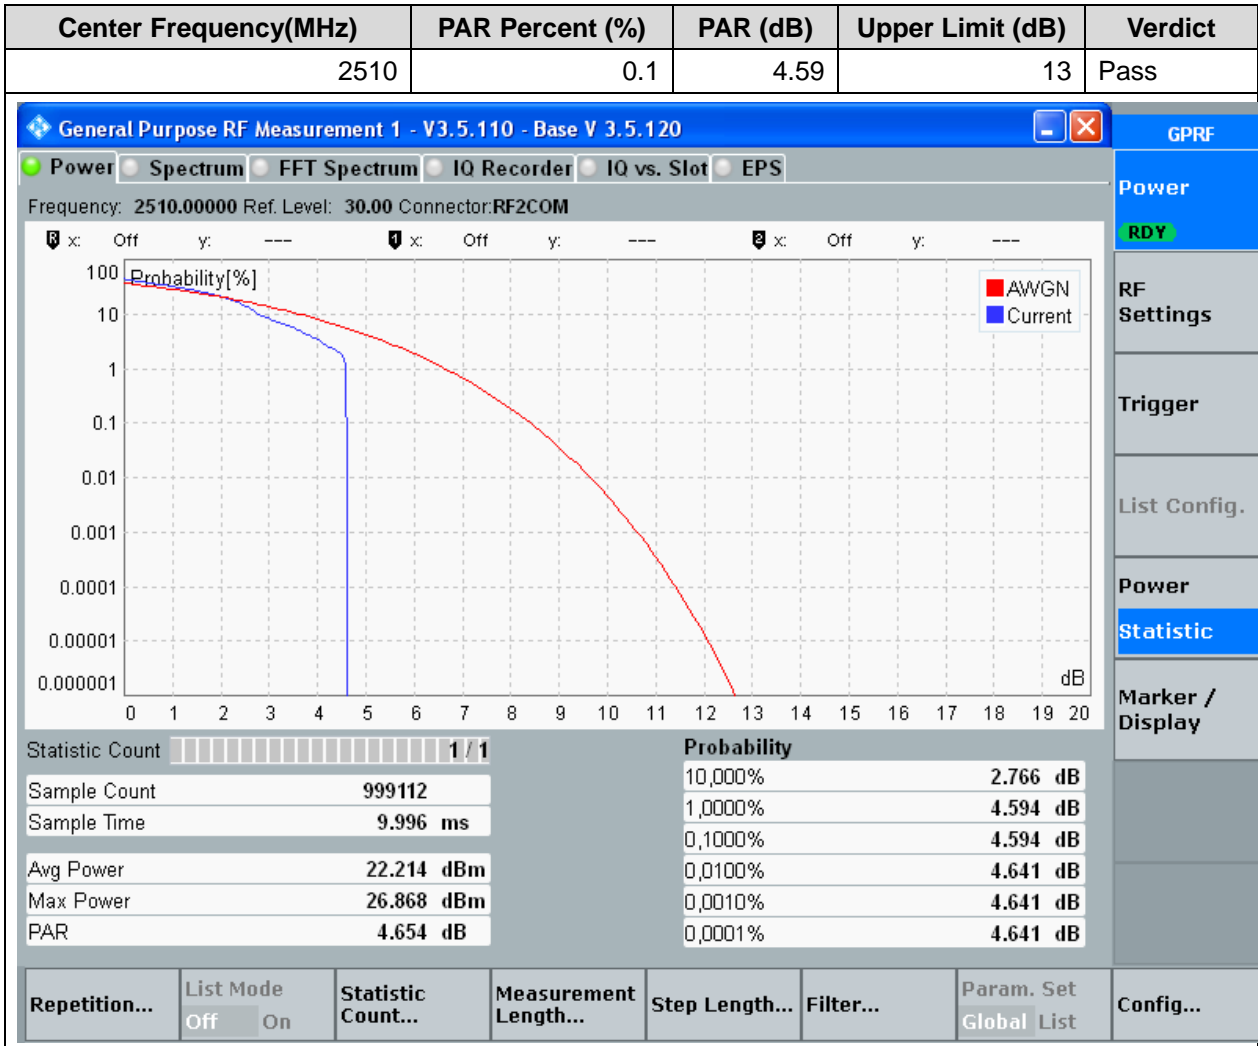 Center Frequency(MHz) PAR Percent (%) PAR (dB) Upper Limit (dB) Verdict
2510 0.1 4.59 13 Pass
General Purpose RF Measurement 1 - V3.5.110 - Base V 3.5.120
GPRF
Power Spectrum FFT Spectrum IQ Recorder IQ vs. Slot EPS
Power
RDY
Frequency: 2510.00000 Ref. Level: 30.00 Connector:RF2COM
R x: Off y: --- 1 x: Off y: --- 2 x: Off y: ---
Probability[%]
100
10
1
0.1
0.01
0.001
0.0001
0.00001
0.000001
AWGN
Current
dB
0 1 2 3 4 5 6 7 8 9 10 11 12 13 14 15 16 17 18 19 20
RF
Settings
Trigger
List Config.
Power
Statistic
Marker /
Display
Statistic Count 1 / 1
Sample Count 999112
Sample Time 9.996 ms
Avg Power 22.214 dBm
Max Power 26.868 dBm
PAR 4.654 dB
Probability
10,000% 2.766 dB
1,0000% 4.594 dB
0,1000% 4.594 dB
0,0100% 4.641 dB
0,0010% 4.641 dB
0,0001% 4.641 dB
Repetition...
List Mode
Off On
Statistic
Count...
Measurement
Length...
Step Length...
Filter...
Param. Set
Global List
Config...